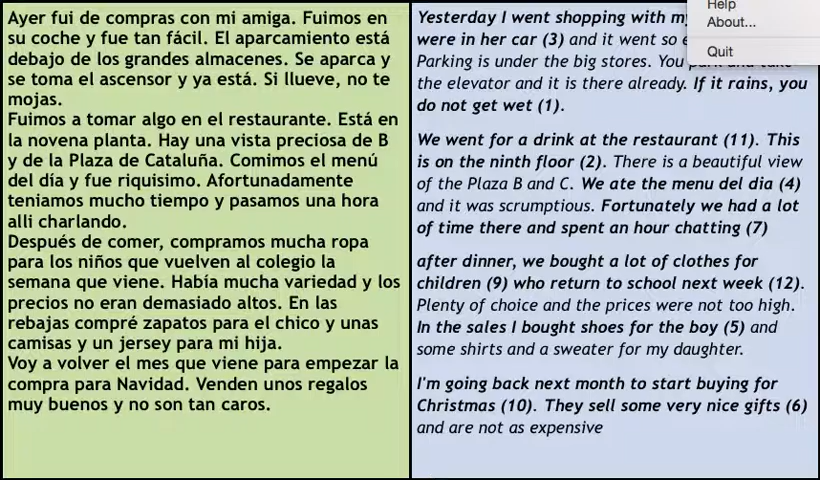 Ayer fui de compras con mi amiga. Fuimos en
su coche y fue tan fácil. El aparcamiento está
debajo de los grandes almacenes. Se aparca y
se toma el ascensor y ya está. Si llueve, no te
mojas.
Fuimos a tomar algo en el restaurante. Está en
la novena planta. Hay una vista preciosa de B
y de la Plaza de Cataluña. Comimos el menú
del día y fue riquisimo. Afortunadamente
teniamos mucho tiempo y pasamos una hora
alli charlando.
Después de comer, compramos mucha ropa
para los niños que vuelven al colegio la
semana que viene. Había mucha variedad y los
precios no eran demasiado altos. En las
rebajas compré zapatos para el chico y unas
camisas y un jersey para mi hija.
Voy a volver el mes que viene para empezar la
compra para Navidad. Venden unos regalos
muy buenos y no son tan caros.
Yesterday I went shopping with my
were in her car (3) and it went so
Parking is under the big stores. You park and take
the elevator and it is there already. If it rains, you
do not get wet (1).
We went for a drink at the restaurant (11). This
is on the ninth floor (2). There is a beautiful view
of the Plaza B and C. We ate the menu del dia (4)
and it was scrumptious. Fortunately we had a lot
of time there and spent an hour chatting (7)
after dinner, we bought a lot of clothes for
children (9) who return to school next week (12).
Plenty of choice and the prices were not too high.
In the sales I bought shoes for the boy (5) and
some shirts and a sweater for my daughter.
I'm going back next month to start buying for
Christmas (10). They sell some very nice gifts (6)
and are not as expensive
Help
About...
Quit